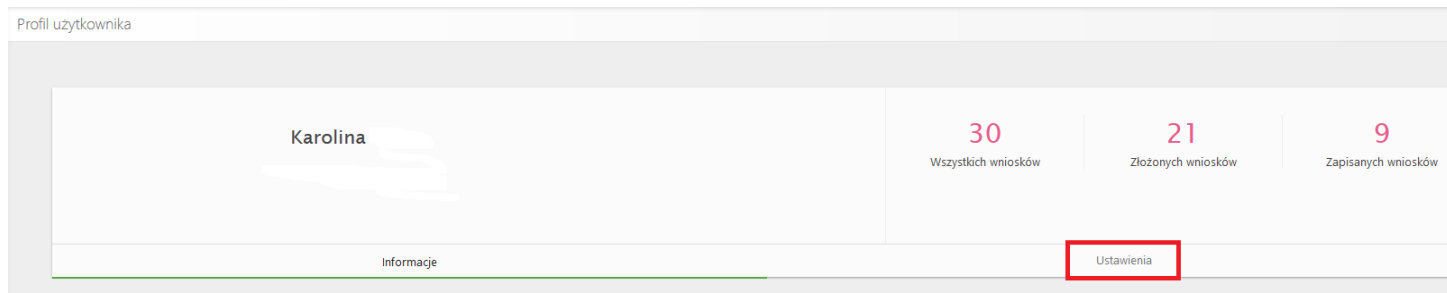 Profil użytkownika
Karolina
30
Wszystkich wniosków
21
Złożonych wniosków
9
Zapisanych wniosków
Informacje
Ustawienia